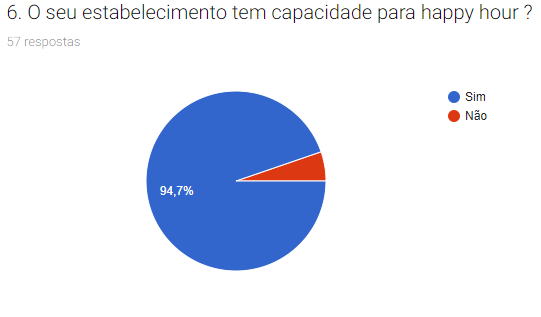 6. O seu estabelecimento tem capacidade para happy hour ?
57 respostas
Sim
Não
94,7%